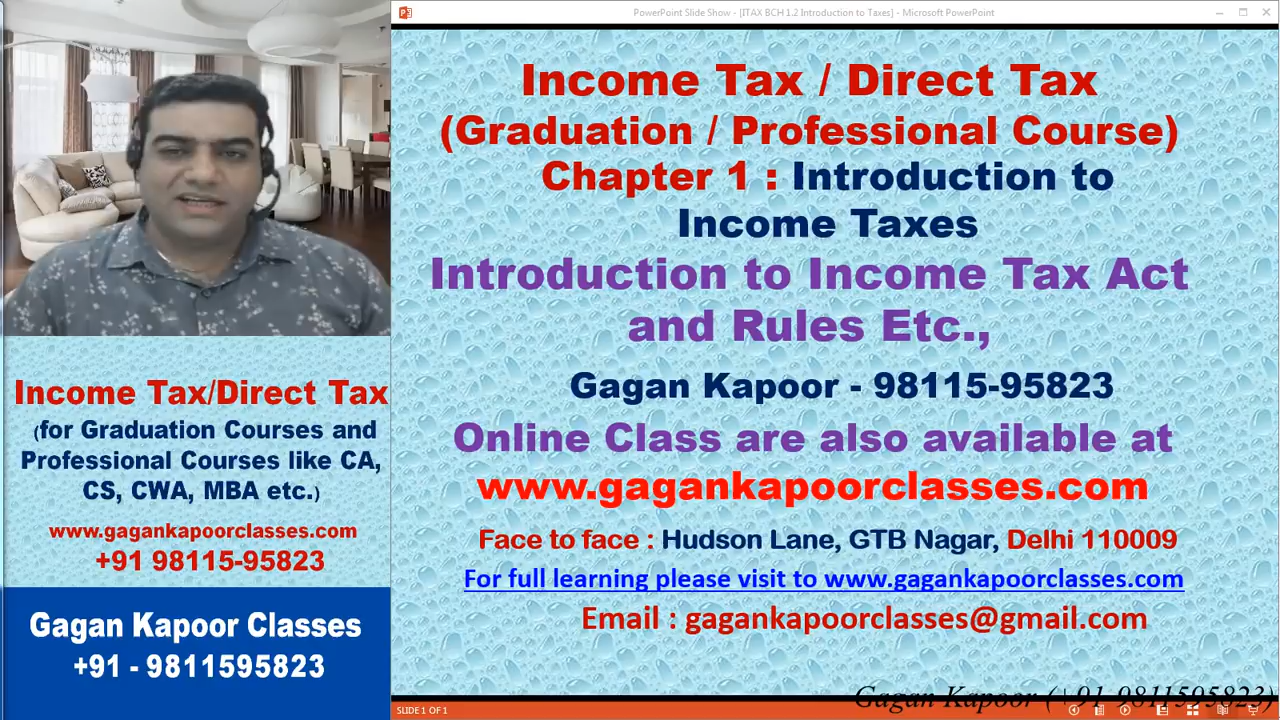 PowerPoint Slide Show - [ITAX BCH 1.2 Introduction to Taxes] - Microsoft PowerPoint
Income Tax / Direct Tax
(Graduation / Professional Course)
Chapter 1 : Introduction to
Income Taxes
Introduction to Income Tax Act
and Rules Etc.,
Gagan Kapoor - 98115-95823
Online Class are also available at
www.gagankapoorclasses.com
Face to face : Hudson Lane, GTB Nagar, Delhi 110009
For full learning please visit to www.gagankapoorclasses.com
Email : gagankapoorclasses@gmail.com
Income Tax/Direct Tax
(for Graduation Courses and
Professional Courses like CA,
CS, CWA, MBA etc.)
www.gagankapoorclasses.com
+91 98115-95823
Gagan Kapoor Classes
+91 - 9811595823
Gagan Kapoor (+91-9811595823)
SLIDE 1 OF 1